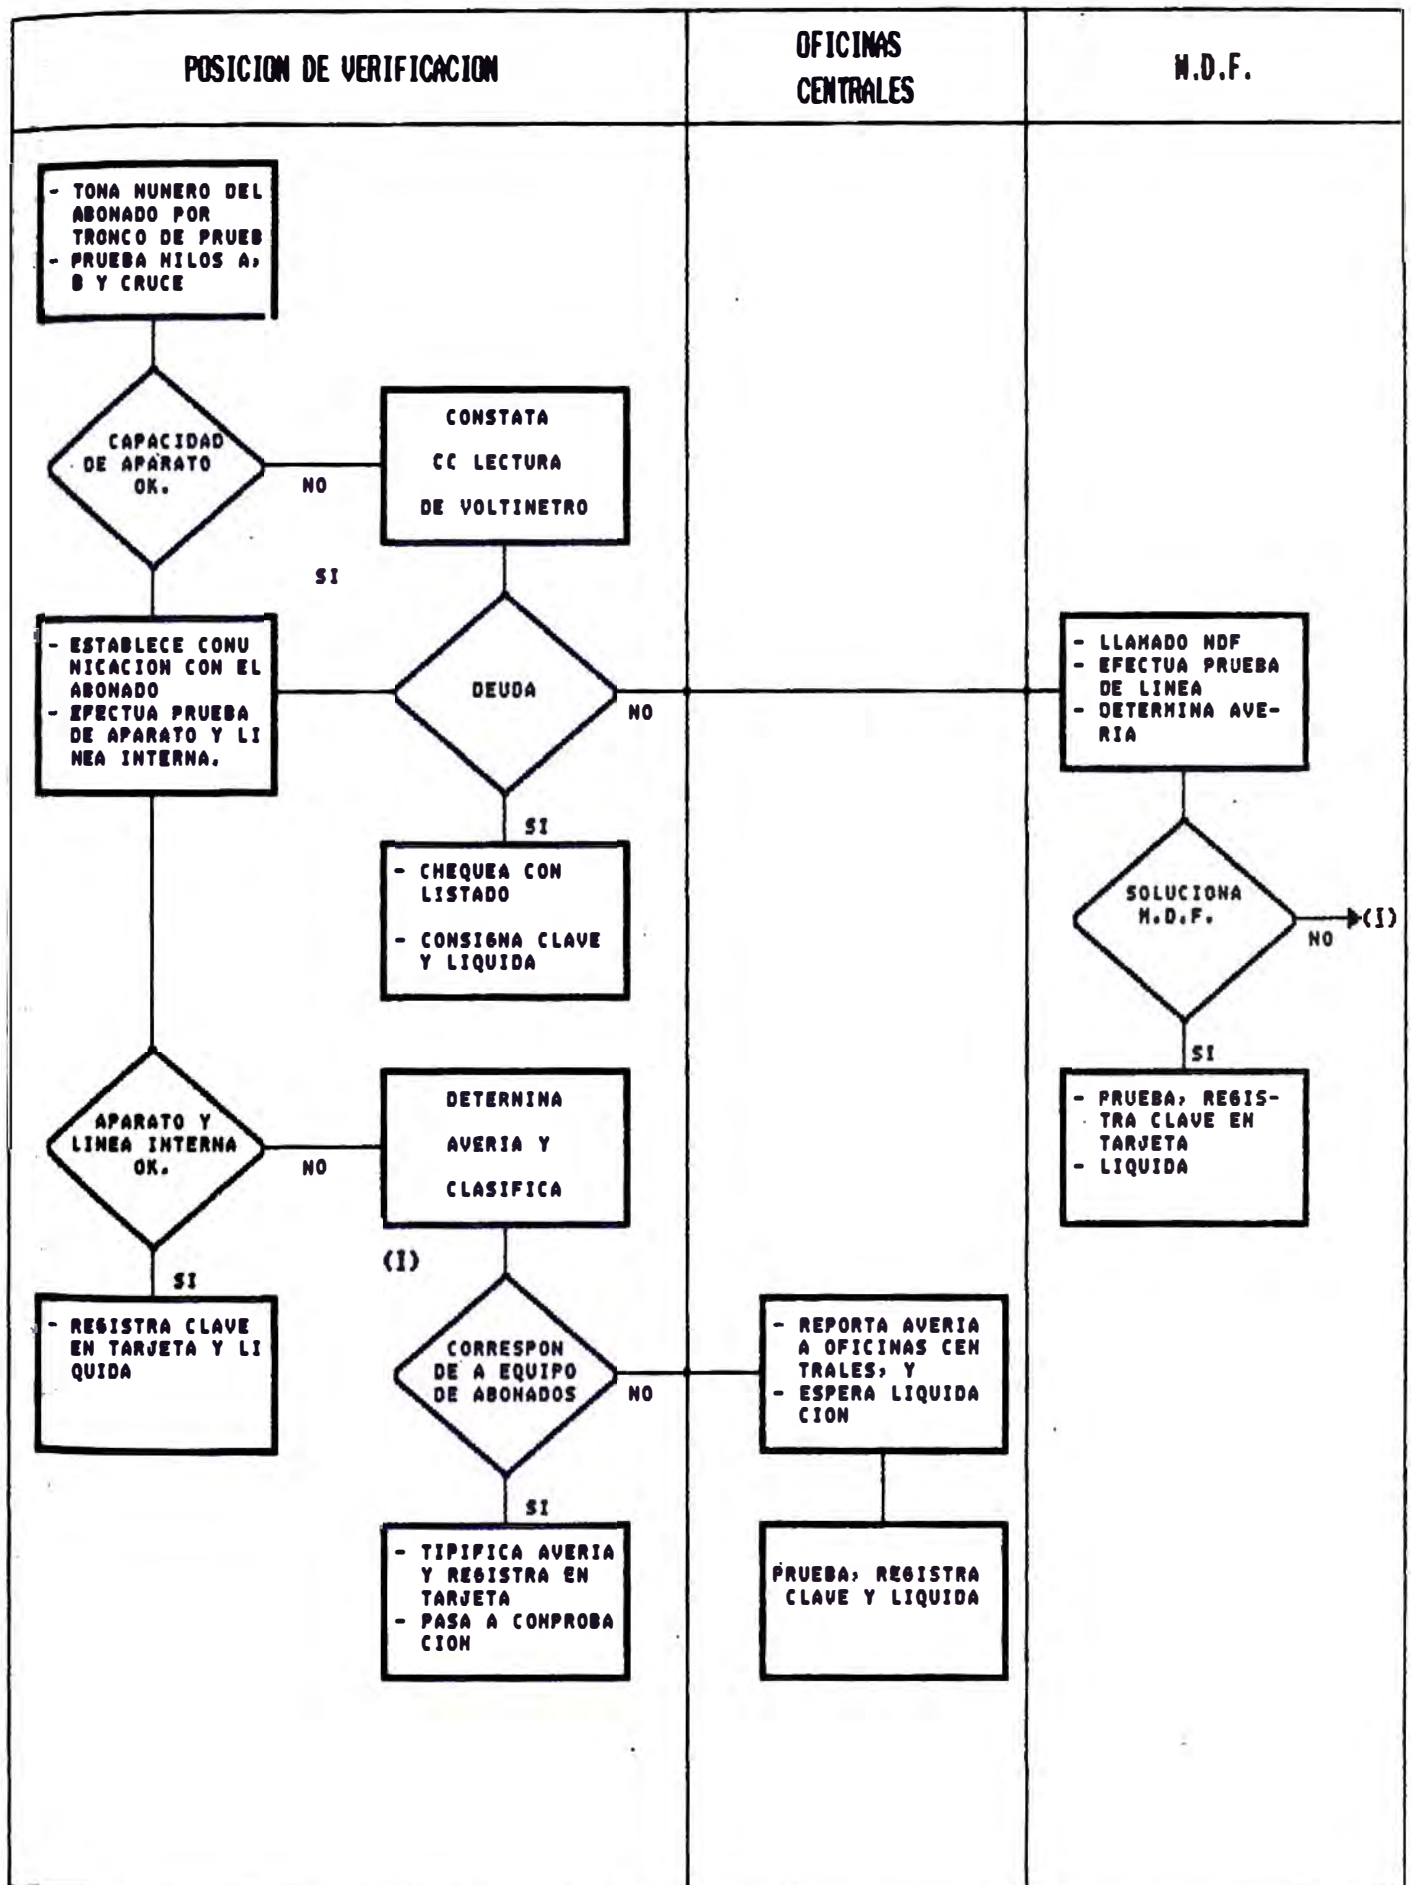 POSICION DE VERIFICACION
OFICINAS
CENTRALES
M.D.F.
- TOMA NUMERO DEL
ABONADO POR
TRONCO DE PRUEB
- PRUEBA HILOS A,
B Y CRUCE
CAPACIDAD
DE APARATO
OK.
NO
CONSTATA
CC LECTURA
DE VOLTIMETRO
SI
- ESTABLECE COMU
NICACION CON EL
ABONADO
- EFECTUA PRUEBA
DE APARATO Y LI
NEA INTERNA.
DEUDA
NO
- LLAMADO MDF
- EFECTUA PRUEBA
DE LINEA
- DETERMINA AVE-
RIA
SI
- CHEQUEA CON
LISTADO
- CONSIGNA CLAVE
Y LIQUIDA
SOLUCIONA
M.D.F.
NO
(I)
SI
- PRUEBA, REGIS-
TRA CLAVE EN
TARJETA
- LIQUIDA
APARATO Y
LINEA INTERNA
OK.
NO
DETERMINA
AVERIA Y
CLASIFICA
(I)
SI
- REGISTRA CLAVE
EN TARJETA Y LI
QUIDA
CORRESPON
DE A EQUIPO
DE ABONADOS
NO
- REPORTA AVERIA
A OFICINAS CEN
TRALES, Y
- ESPERA LIQUIDA
CION
SI
- TIPIFICA AVERIA
Y REGISTRA EN
TARJETA
- PASA A COMPROBA
CION
PRUEBA, REGISTRA
CLAVE Y LIQUIDA